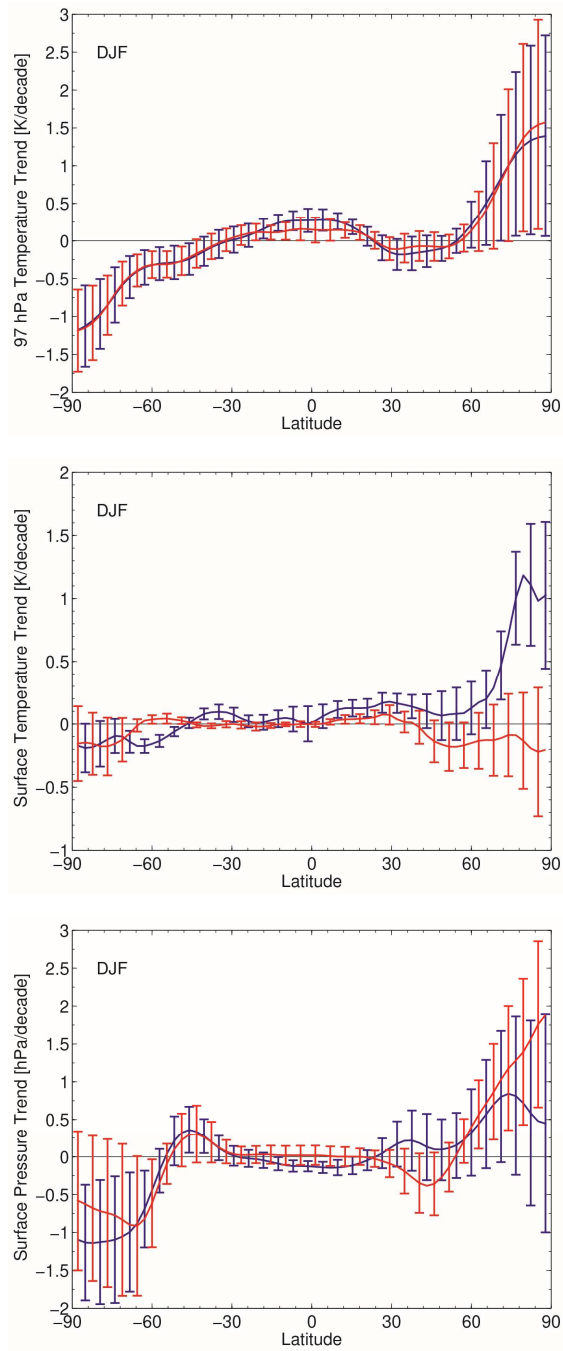 DJF
97 hPa Temperature Trend [K/decade]
3
2.5
2
1.5
1
0.5
0
−0.5
−1
−1.5
−2
−90 −60 −30 0 30 60 90
Latitude
DJF
Surface Temperature Trend [K/decade]
2
1.5
1
0.5
0
−0.5
−1
−90 −60 −30 0 30 60 90
Latitude
DJF
Surface Pressure Trend [hPa/decade]
3
2.5
2
1.5
1
0.5
0
−0.5
−1
−1.5
−2
−90 −60 −30 0 30 60 90
Latitude